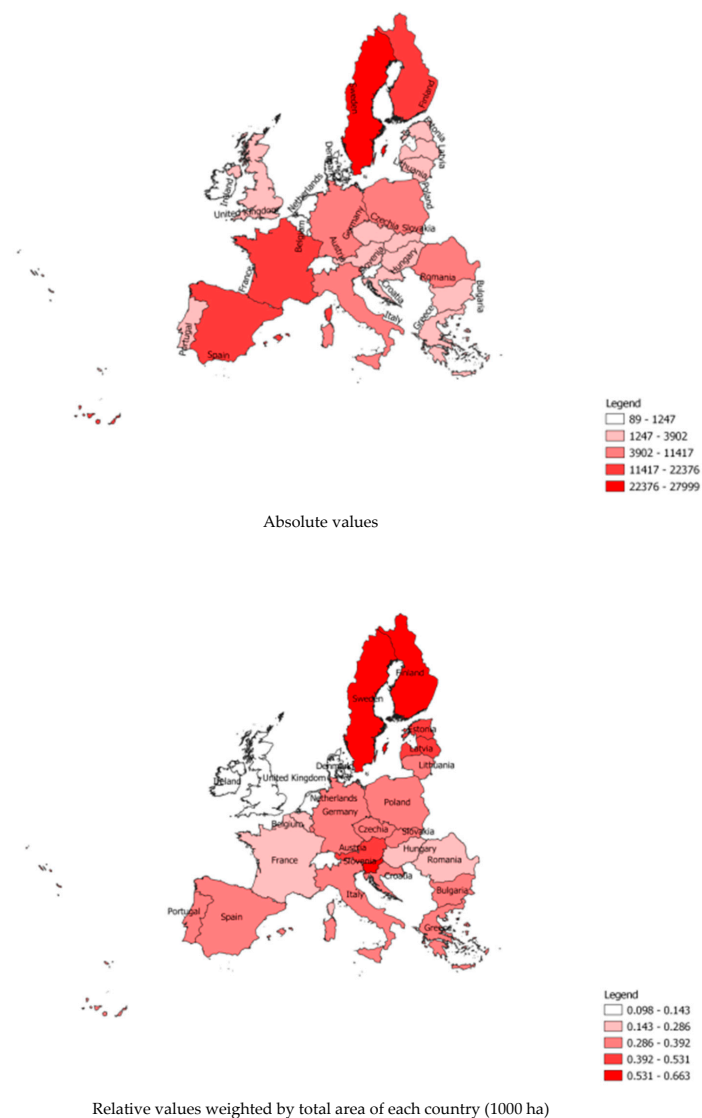 Finland
Sweden
Estonia
Latvia
Lithuania
Denmark
Ireland
United Kingdom
Netherlands
Poland
Belgium
Germany
Czechia
Slovakia
Austria
Slovenia
Hungary
France
Romania
Croatia
Bulgaria
Italy
Greece
Portugal
Spain
Legend
89 - 1247
1247 - 3902
3902 - 11417
11417 - 22376
22376 - 27999
Absolute values
Finland
Sweden
Estonia
Latvia
Lithuania
Denmark
Ireland
United Kingdom
Netherlands
Poland
Germany
Belgium
Czechia
Slovakia
Austria
Hungary
France
Slovenia
Romania
Croatia
Bulgaria
Italy
Portugal
Spain
Greece
Legend
0.098 - 0.143
0.143 - 0.286
0.286 - 0.392
0.392 - 0.531
0.531 - 0.663
Relative values weighted by total area of each country (1000 ha)